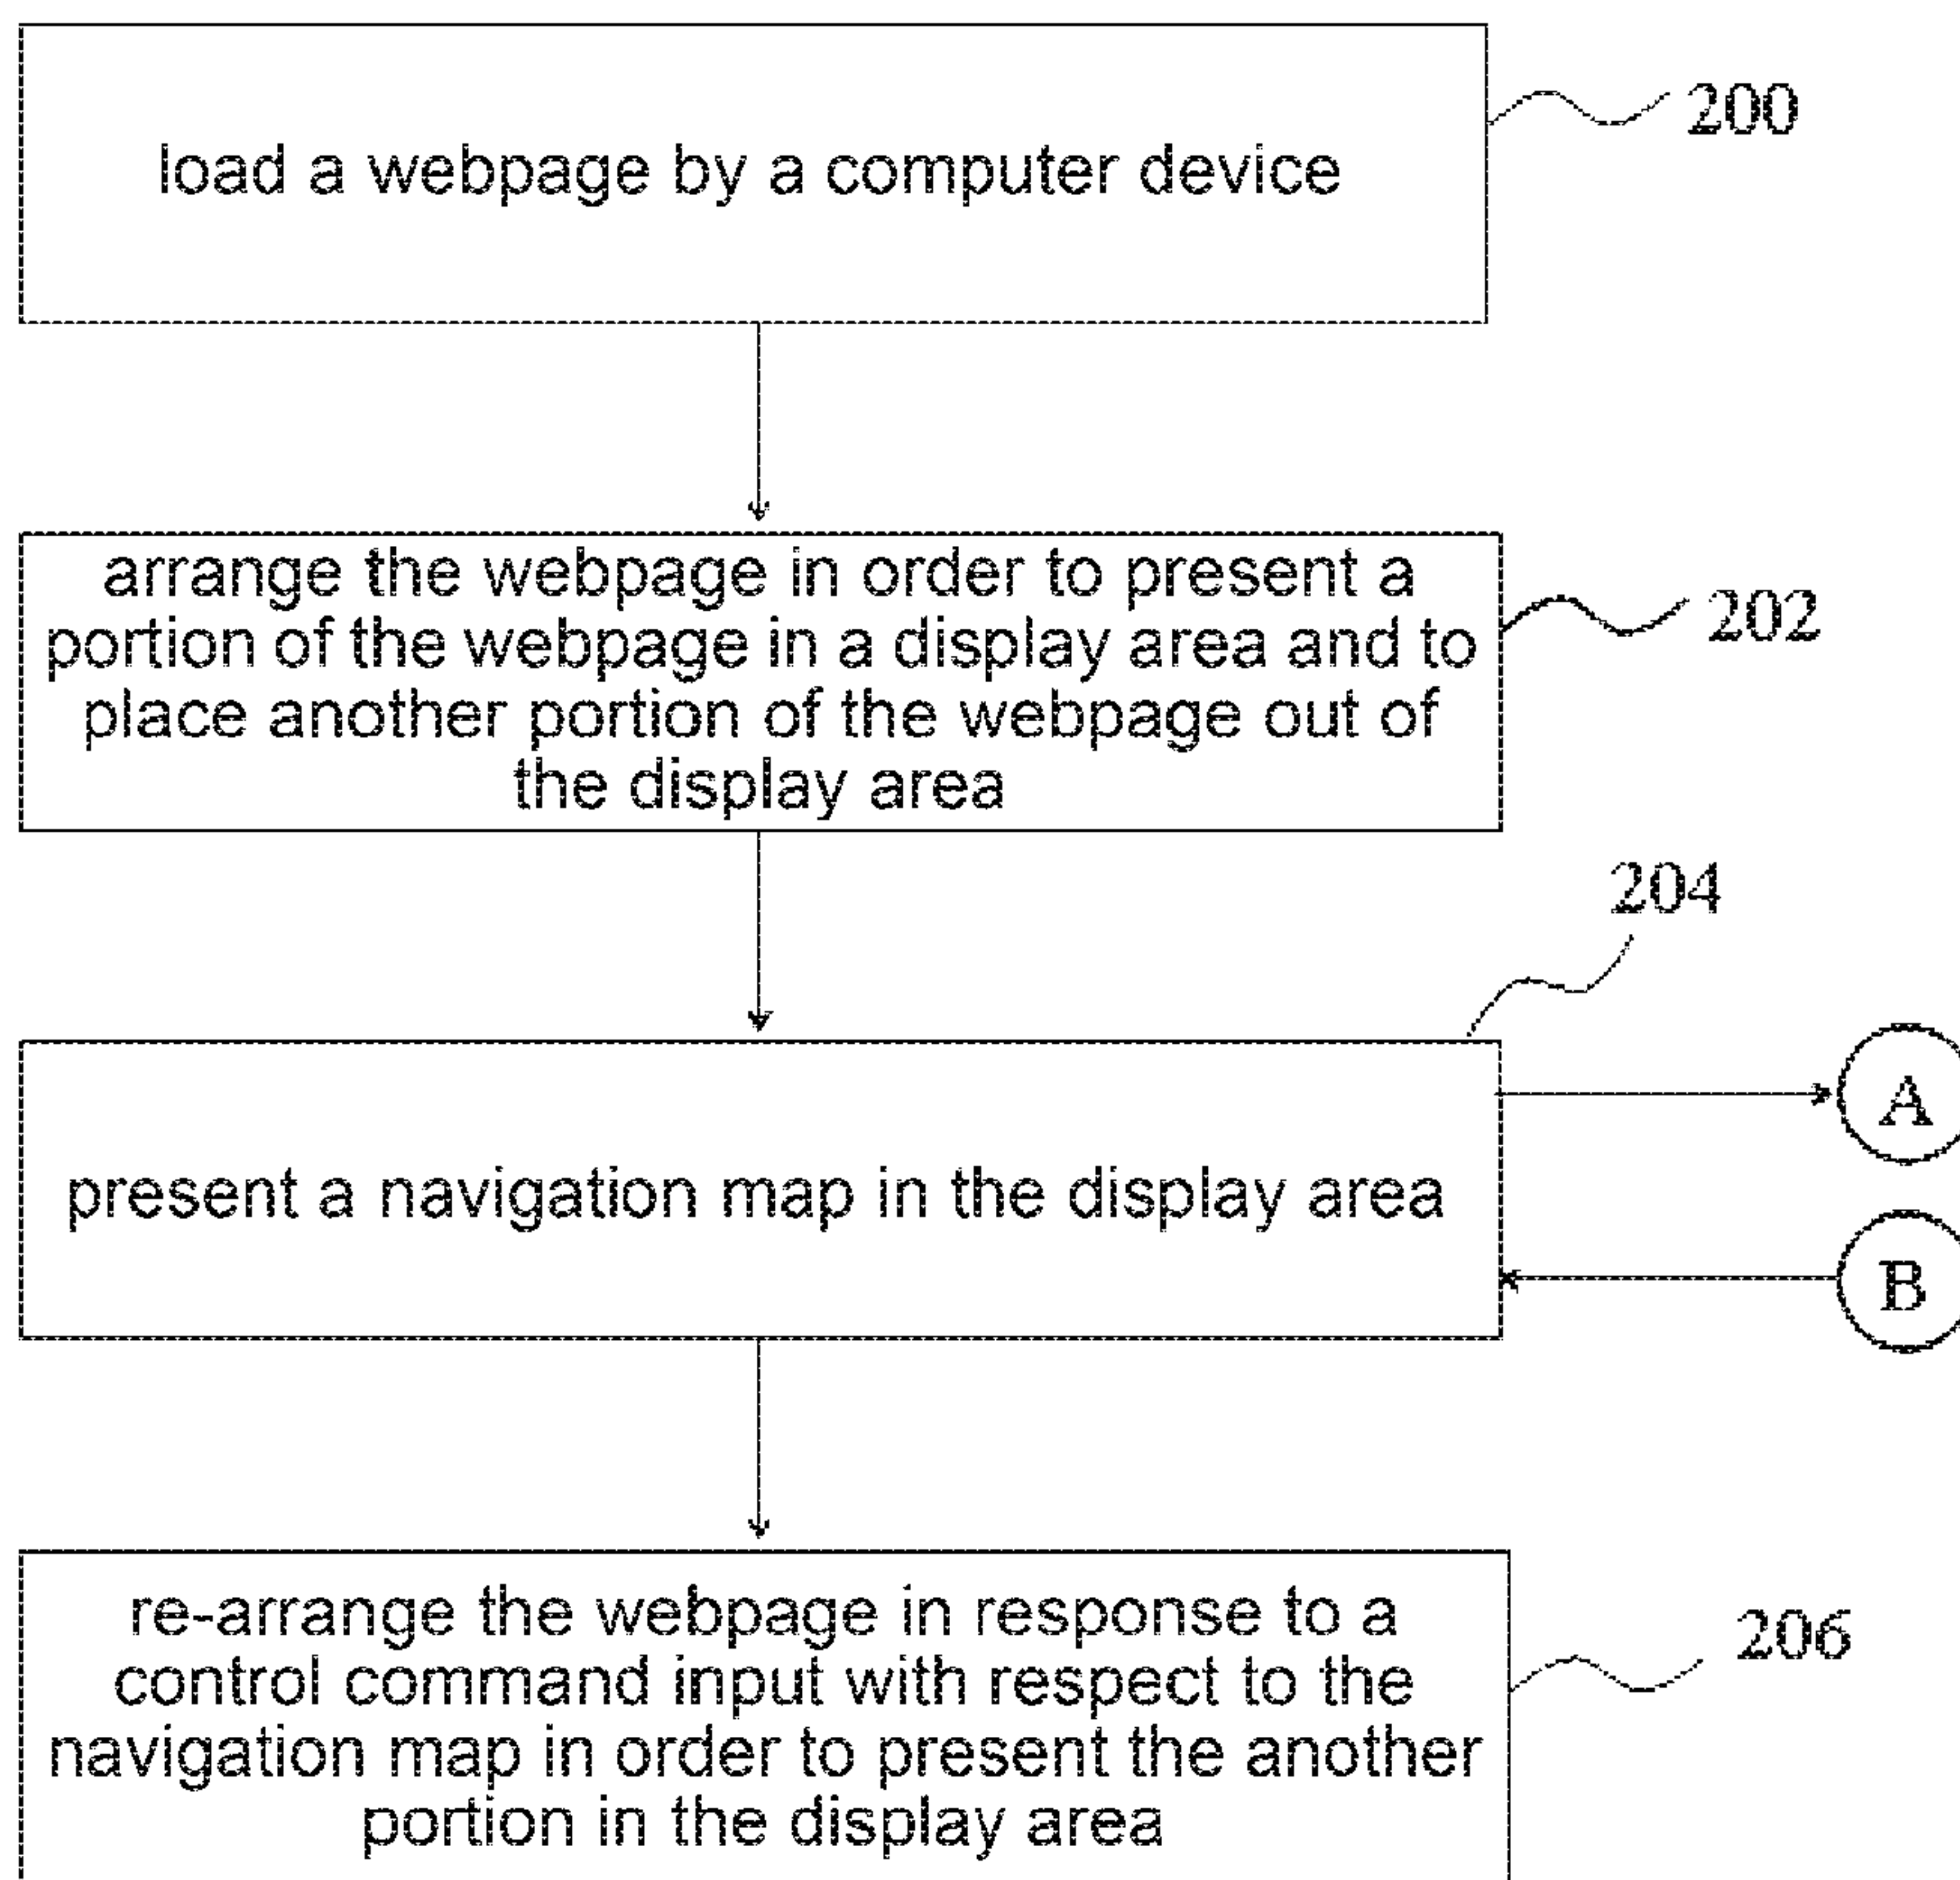 load a webpage by a computer device
200
arrange the webpage in order to present a
portion of the webpage in a display area and to
place another portion of the webpage out of
the display area
202
204
present a navigation map in the display area
A
B
re-arrange the webpage in response to a
control command input with respect to the
navigation map in order to present the another
portion in the display area
206